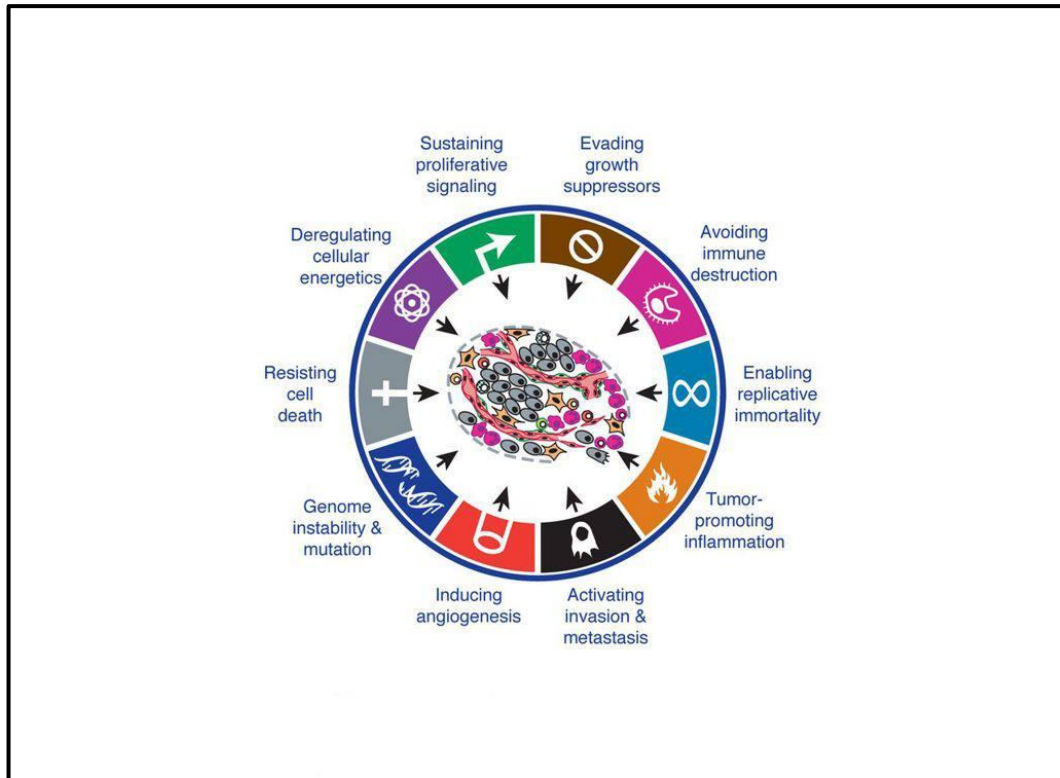 Sustaining
proliferative
signaling
Evading
growth
suppressors
Avoiding
immune
destruction
Enabling
replicative
immortality
Tumor-
promoting
inflammation
Activating
invasion &
metastasis
Inducing
angiogenesis
Genome
instability &
mutation
Resisting
cell
death
Deregulating
cellular
energetics